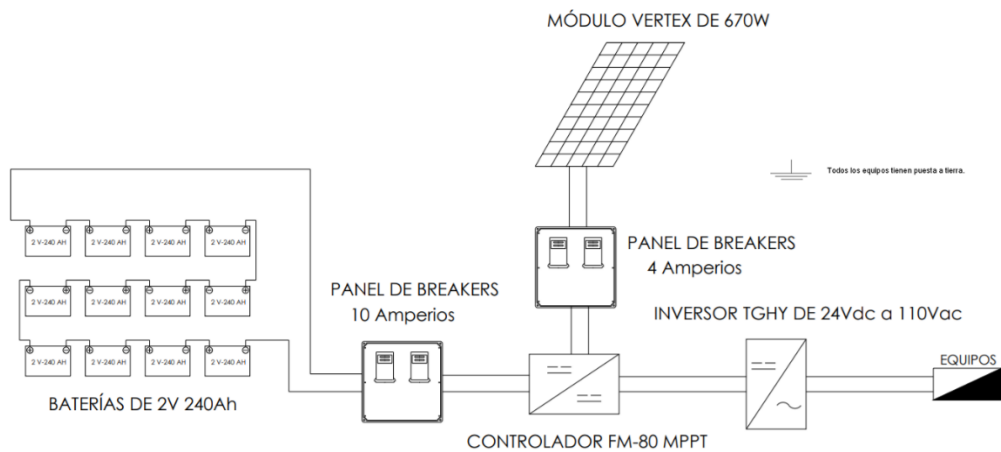 MÓDULO VERTEX DE 670W
Todos los equipos tienen puesta a tierra.
2 V-240 AH
2 V-240 AH
2 V-240 AH
2 V-240 AH
PANEL DE BREAKERS
4 Amperios
2 V-240 AH
2 V-240 AH
2 V-240 AH
2 V-240 AH
PANEL DE BREAKERS
10 Amperios
INVERSOR TGHY DE 24Vdc a 110Vac
2 V-240 AH
2 V-240 AH
2 V-240 AH
2 V-240 AH
EQUIPOS
BATERÍAS DE 2V 240Ah
CONTROLADOR FM-80 MPPT